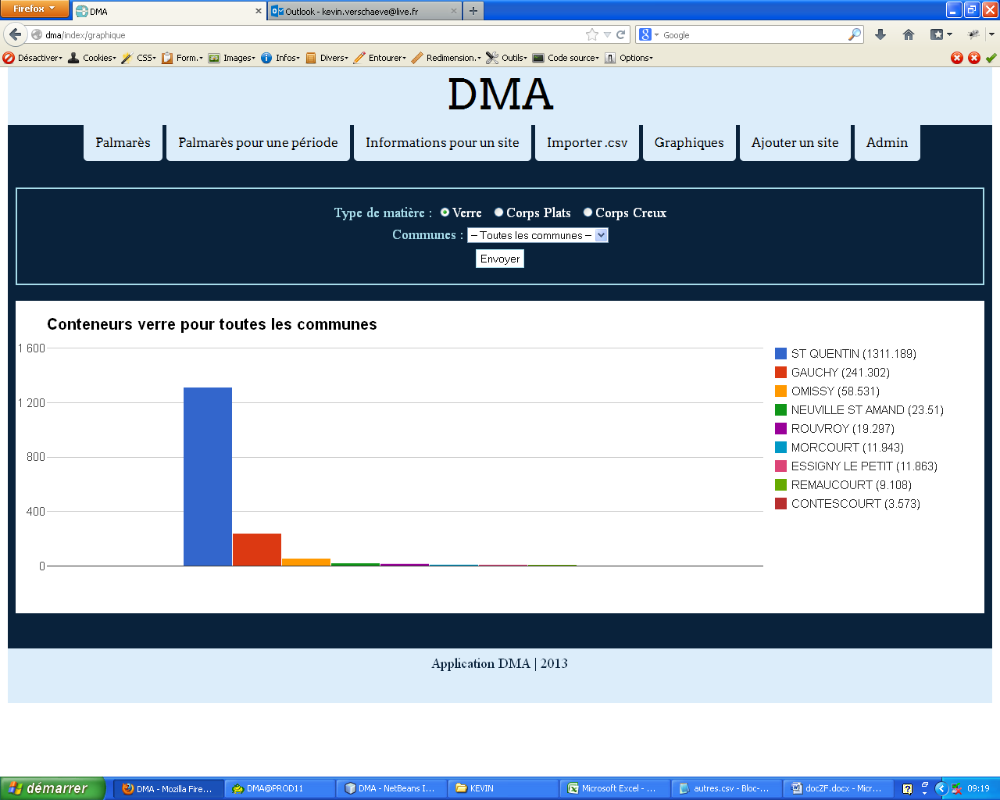 Firefox
DMA
Outlook - kevin.verschaeve@live.fr
dma/index/graphique
Google
Désactiver Cookies CSS Form. Images Infos Divers Entourer Redimension. Outils Code source Options
DMA
Palmarès
Palmarès pour une période
Informations pour un site
Importer .csv
Graphiques
Ajouter un site
Admin
Type de matière : Verre Corps Plats Corps Creux
Communes : -- Toutes les communes --
Envoyer
Conteneurs verre pour toutes les communes
1 600
1 200
800
400
0
ST QUENTIN (1311.189)
GAUCHY (241.302)
OMISSY (58.531)
NEUVILLE ST AMAND (23.51)
ROUVROY (19.297)
MORCOURT (11.943)
ESSIGNY LE PETIT (11.863)
REMAUCOURT (9.108)
CONTESCOURT (3.573)
Application DMA | 2013
démarrer
DMA - Mozilla Fire...
DMA@PROD11
DMA - NetBeans I...
KEVIN
Microsoft Excel - ...
autres.csv - Bloc-...
docZF.docx - Micr...
09:19